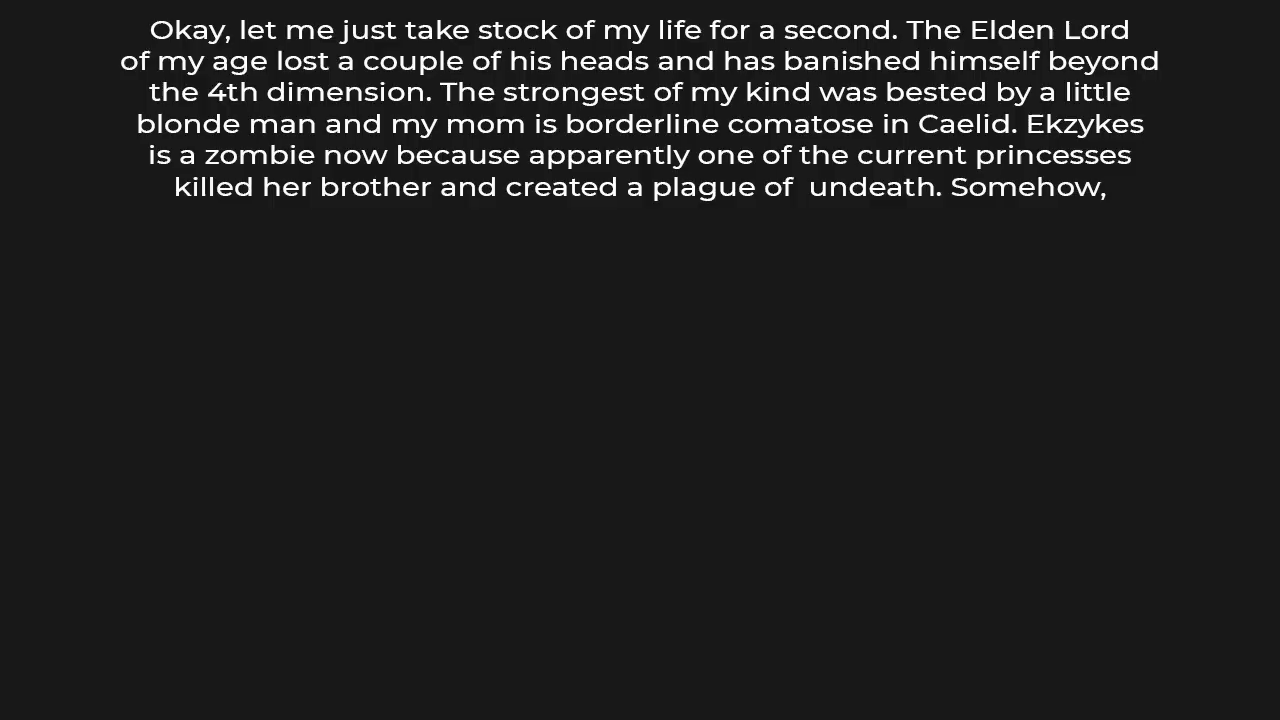 Okay, let me just take stock of my life for a second. The Elden Lord
of my age lost a couple of his heads and has banished himself beyond
the 4th dimension. The strongest of my kind was bested by a little
blonde man and my mom is borderline comatose in Caelid. Ekzykes
is a zombie now because apparently one of the current princesses
killed her brother and created a plague of  undeath. Somehow,